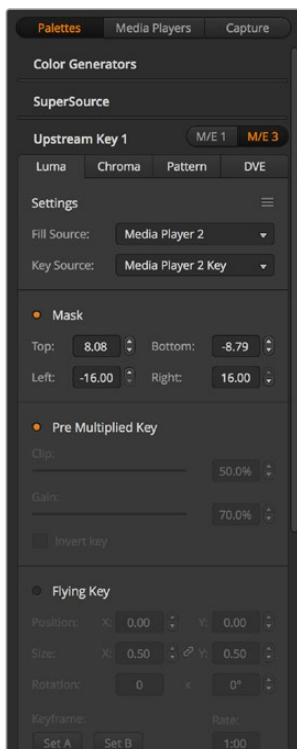 Palettes Media Players Capture
Color Generators
SuperSource
Upstream Key 1 M/E 1 M/E 3
Luma Chroma Pattern DVE
Settings
Fill Source: Media Player 2
Key Source: Media Player 2 Key
Mask
Top: 8.08 Bottom: -8.79
Left: -16.00 Right: 16.00
Pre Multiplied Key
Clip:
50.0%
Gain:
70.0%
Invert key
Flying Key
Position: X: 0.00 Y: 0.00
Size: X: 0.50 Y: 0.50
Rotation: 0 x 0°
Keyframe: Rate:
Set A Set B 1:00